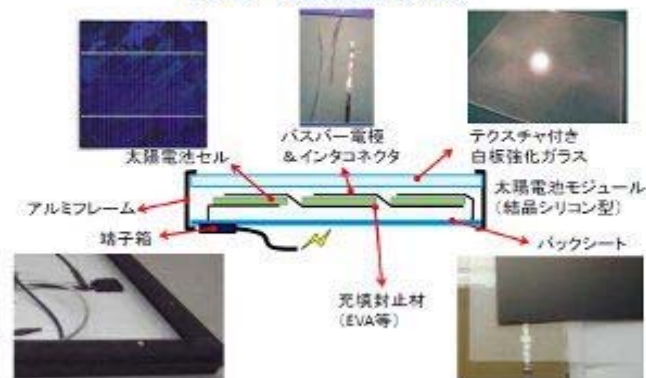 バスバー電極
＆インタコネクタ
テクスチャ付き
白板強化ガラス
太陽電池セル
太陽電池モジュール
（結晶シリコン型）
アルミフレーム
端子箱
バックシート
充填封止材
（EVA等）